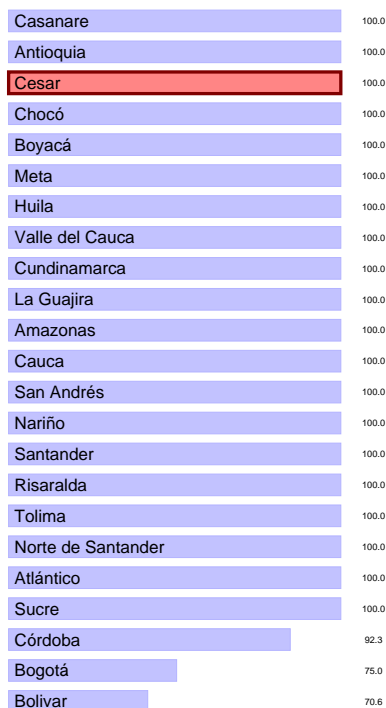 Casanare 100.0
Antioquia 100.0
Cesar 100.0
Chocó 100.0
Boyacá 100.0
Meta 100.0
Huila 100.0
Valle del Cauca 100.0
Cundinamarca 100.0
La Guajira 100.0
Amazonas 100.0
Cauca 100.0
San Andrés 100.0
Nariño 100.0
Santander 100.0
Risaralda 100.0
Tolima 100.0
Norte de Santander 100.0
Atlántico 100.0
Sucre 100.0
Córdoba 92.3
Bogotá 75.0
Bolivar 70.6